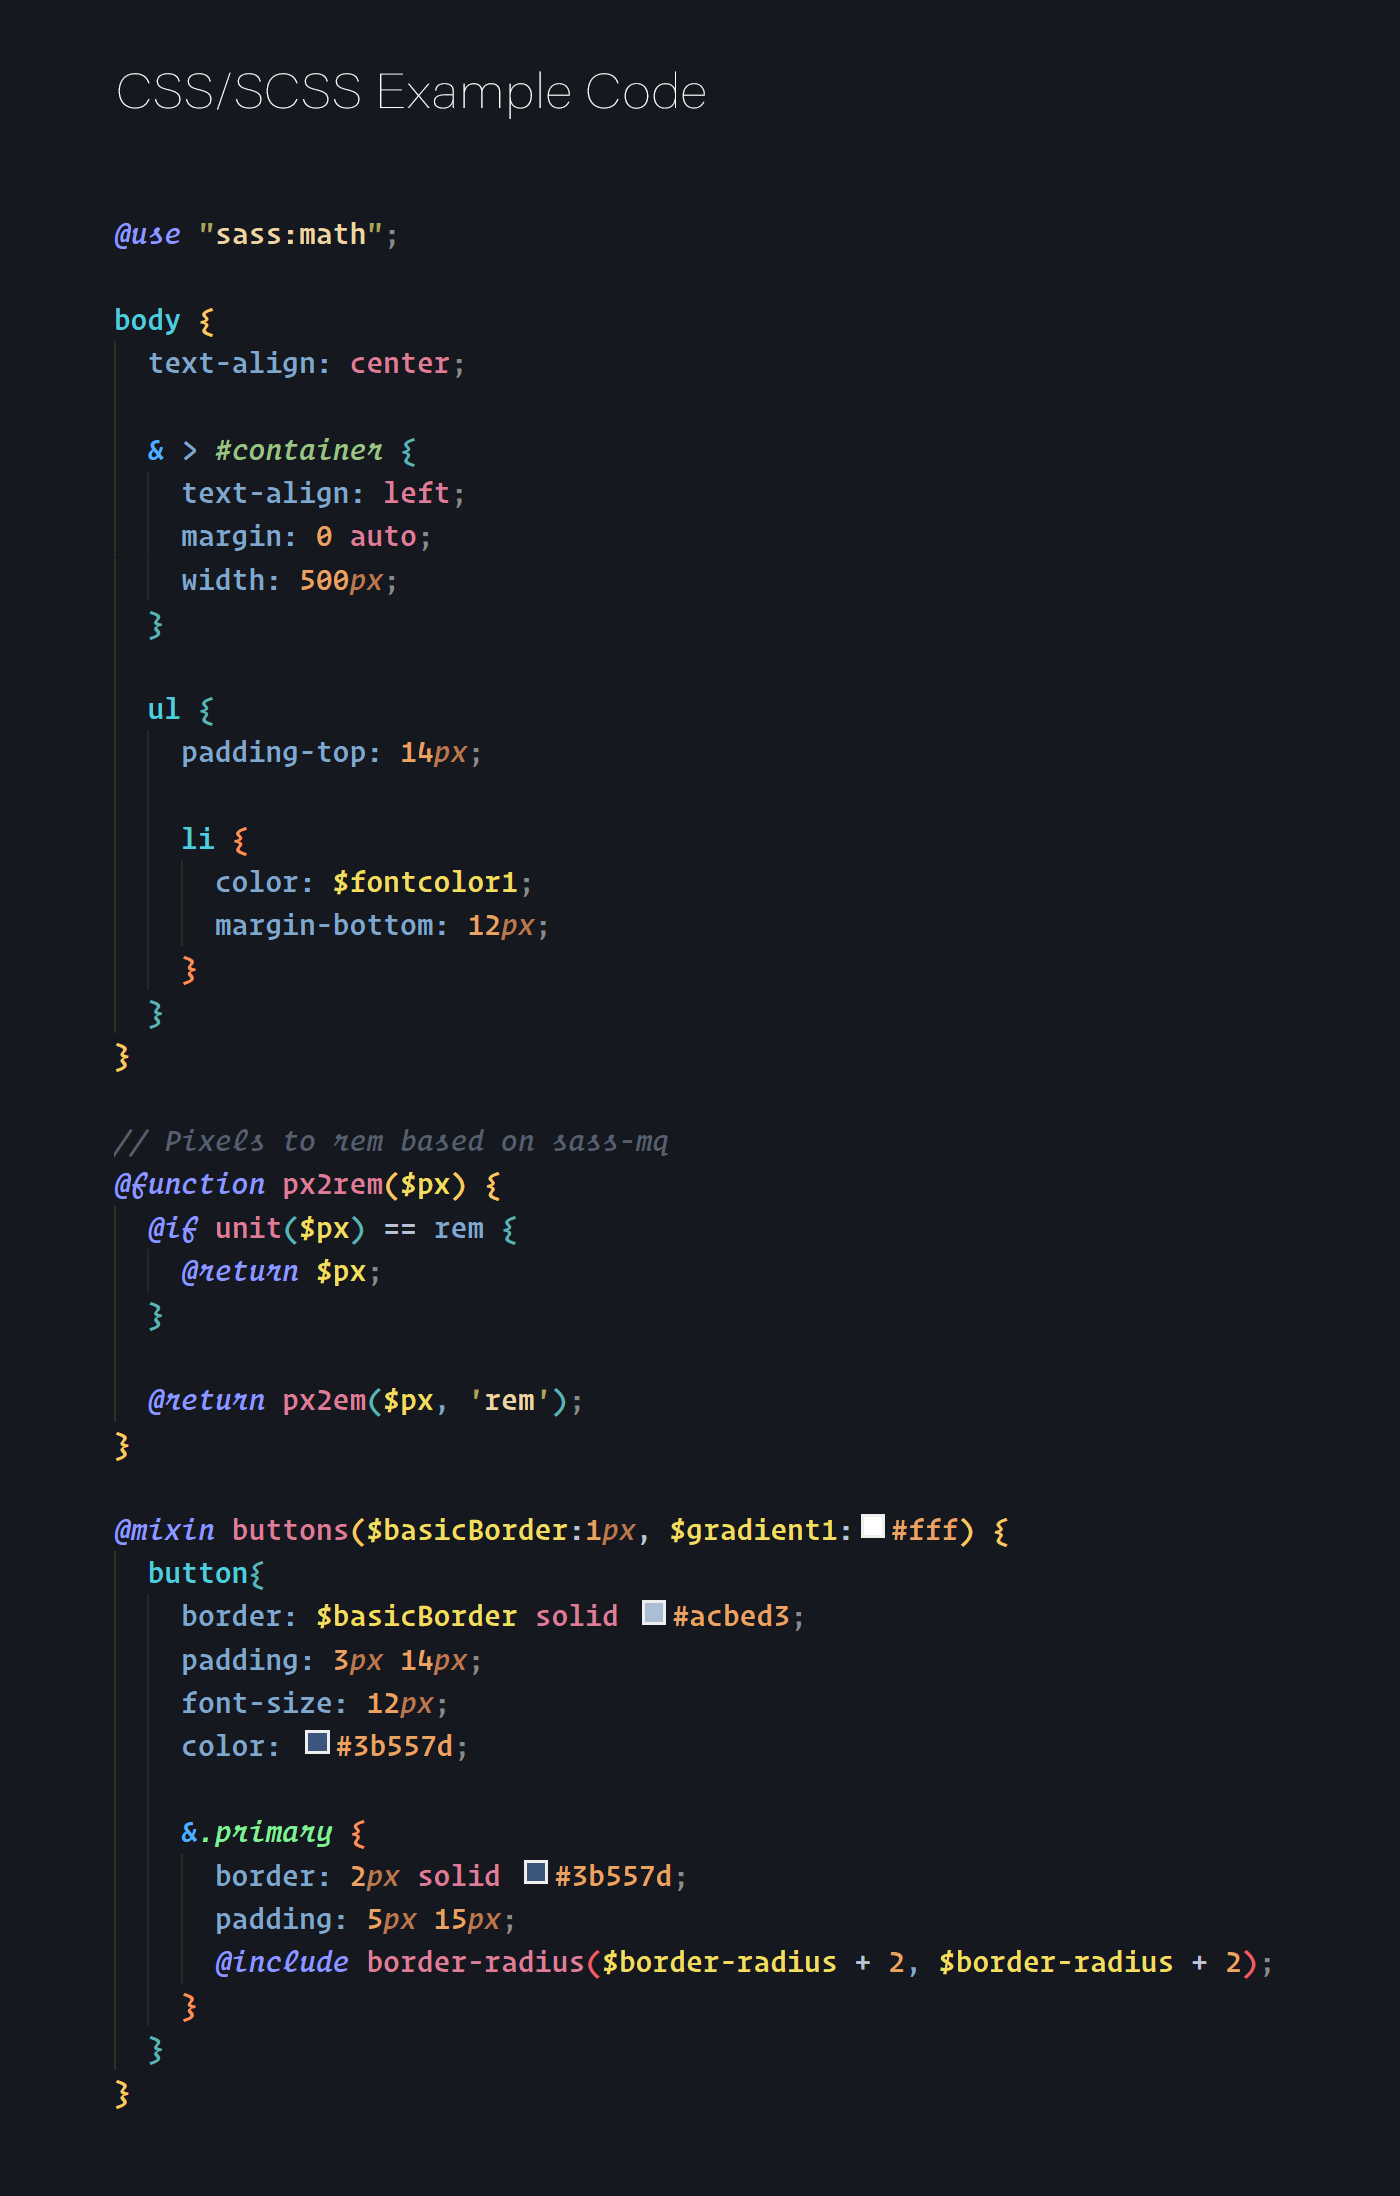 CSS/SCSS Example Code
@use "sass:math";
body {
  text-align: center;
  & > #container {
    text-align: left;
    margin: 0 auto;
    width: 500px;
  }
  ul {
    padding-top: 14px;
    li {
      color: $fontcolor1;
      margin-bottom: 12px;
    }
  }
}
// Pixels to rem based on sass-mq
@function px2rem($px) {
  @if unit($px) == rem {
    @return $px;
  }
  @return px2em($px, 'rem');
}
@mixin buttons($basicBorder:1px, $gradient1:#fff) {
  button{
    border: $basicBorder solid #acbed3;
    padding: 3px 14px;
    font-size: 12px;
    color: #3b557d;
    &.primary {
      border: 2px solid #3b557d;
      padding: 5px 15px;
      @include border-radius($border-radius + 2, $border-radius + 2);
    }
  }
}